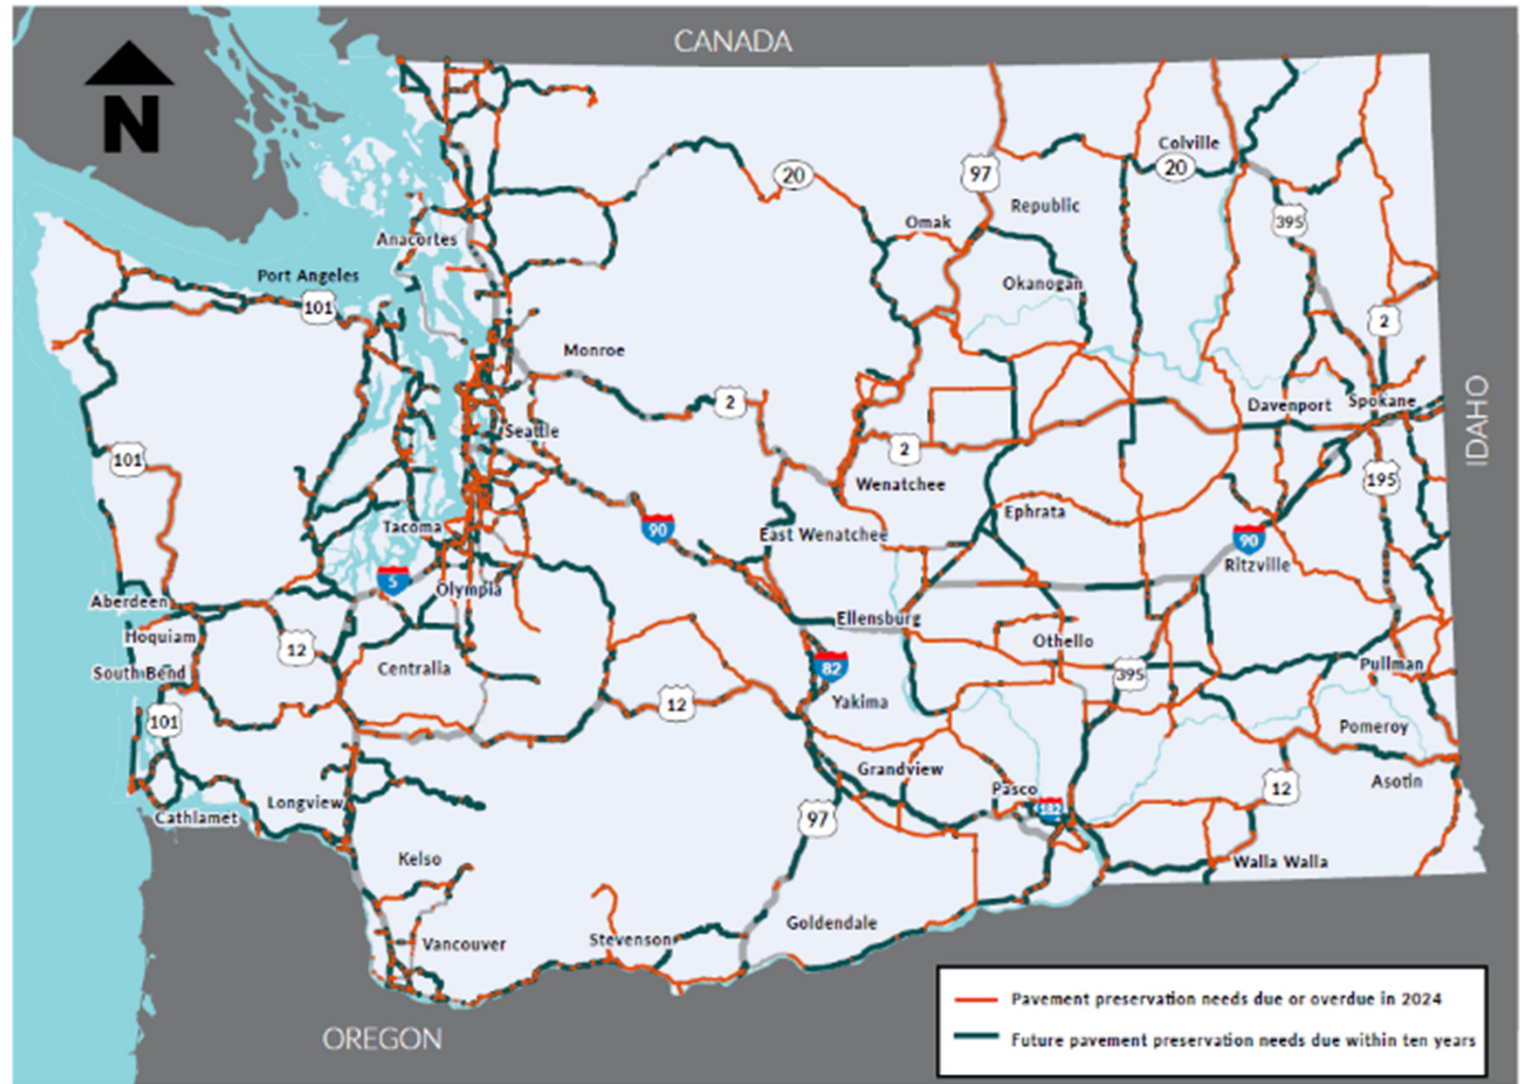 CANADA
N
Colville
20
20
97
Republic
395
Omak
Anacortes
Port Angeles
Okanogan
101
2
Monroe
2
Davenport
Spokane
IDAHO
Seattle
2
101
195
Wenatchee
Ephrata
Tacoma
90
East Wenatchee
90
Ritzville
5
Olympia
Aberdeen
Ellensburg
Hoquiam
12
Othello
South Bend
Centralia
82
395
Pullman
Yakima
12
101
Pomeroy
Grandview
Asotin
Pasco
12
Longview
182
Cathlamet
97
Kelso
Walla Walla
Goldendale
Vancouver
Stevenson
OREGON
Pavement preservation needs due or overdue in 2024
Future pavement preservation needs due within ten years